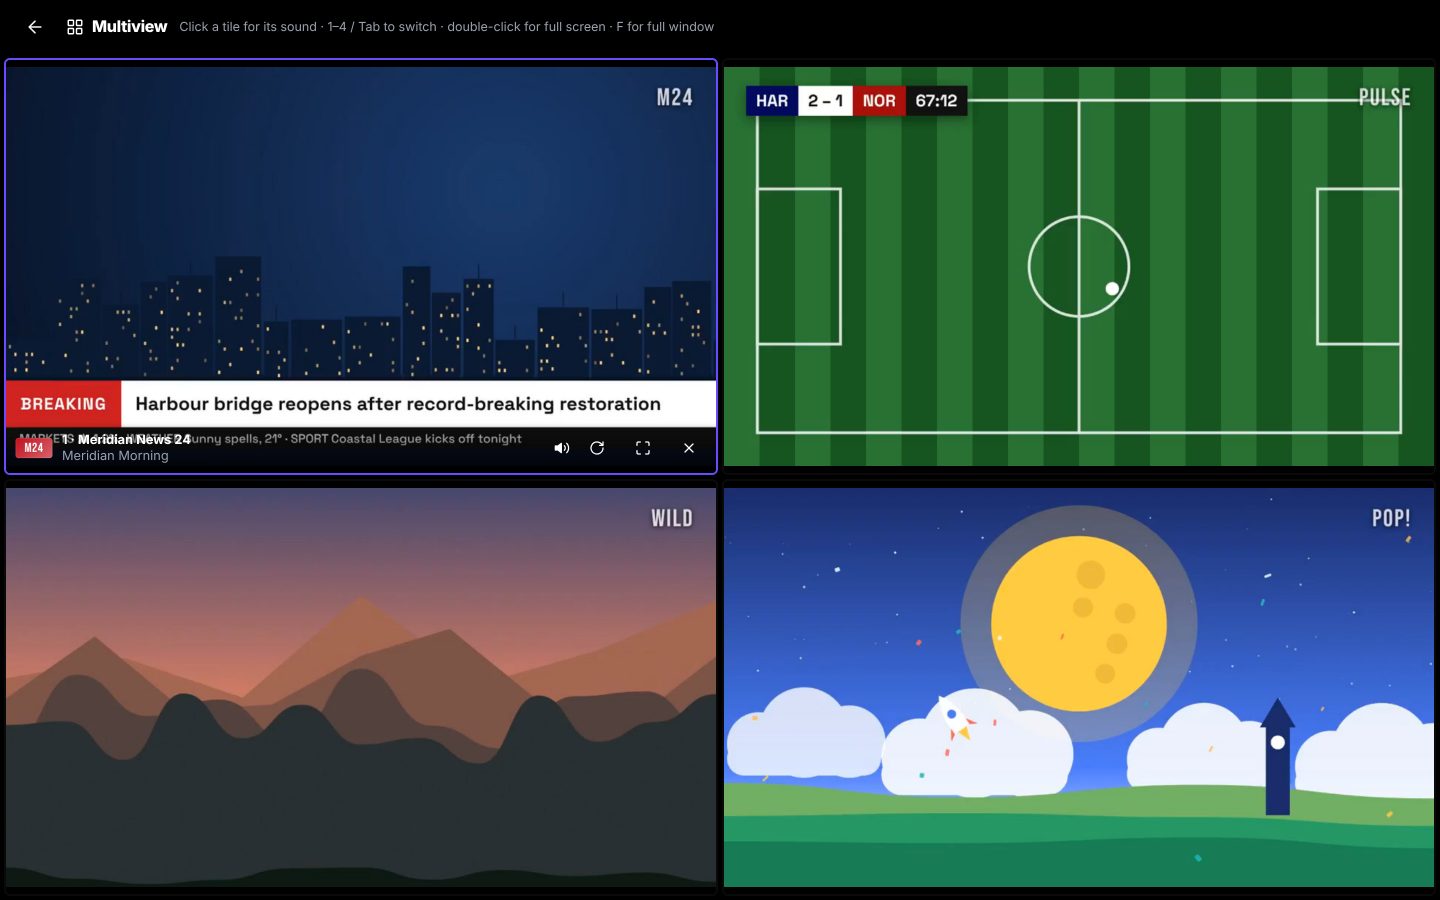 Multiview Click a tile for its sound · 1–4 / Tab to switch · double-click for full screen · F for full window
M24
BREAKING Harbour bridge reopens after record-breaking restoration
MARKETS Sunny spells, 21° · SPORT Coastal League kicks off tonight
M24 1 Meridian News 24
Meridian Morning
HAR 2 – 1 NOR 67:12
PULSE
WILD
POP!